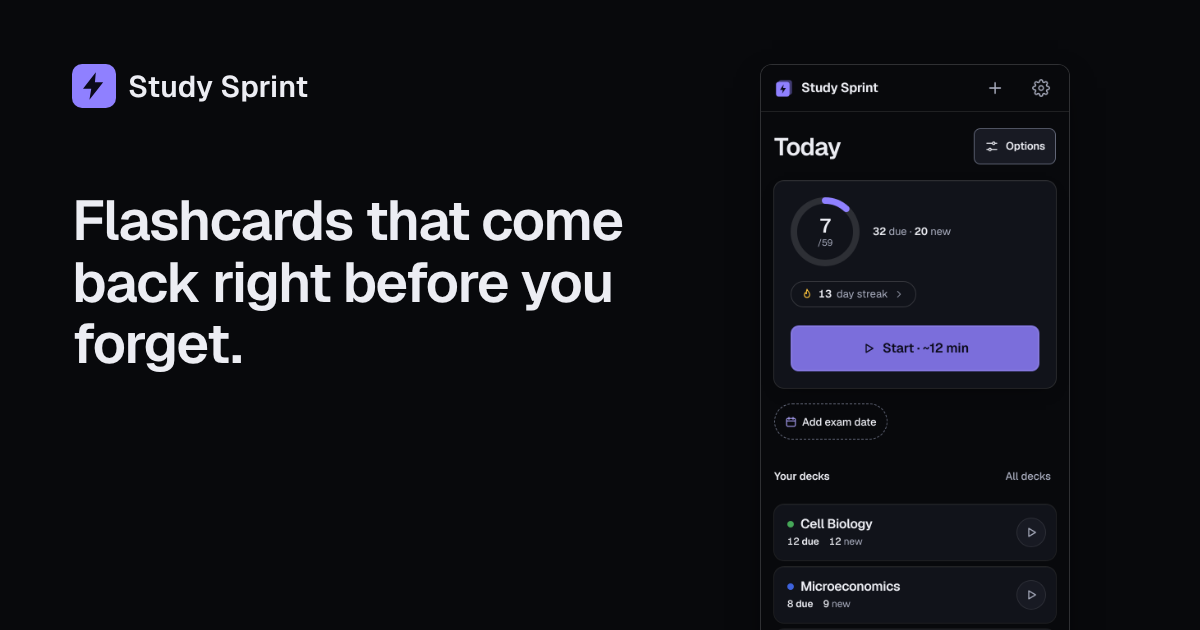 Study Sprint
Flashcards that come
back right before you
forget.
Study Sprint
Today
Options
7
/59
32 due · 20 new
13 day streak
Start · ~12 min
Add exam date
Your decks
All decks
Cell Biology
12 due 12 new
Microeconomics
8 due 9 new